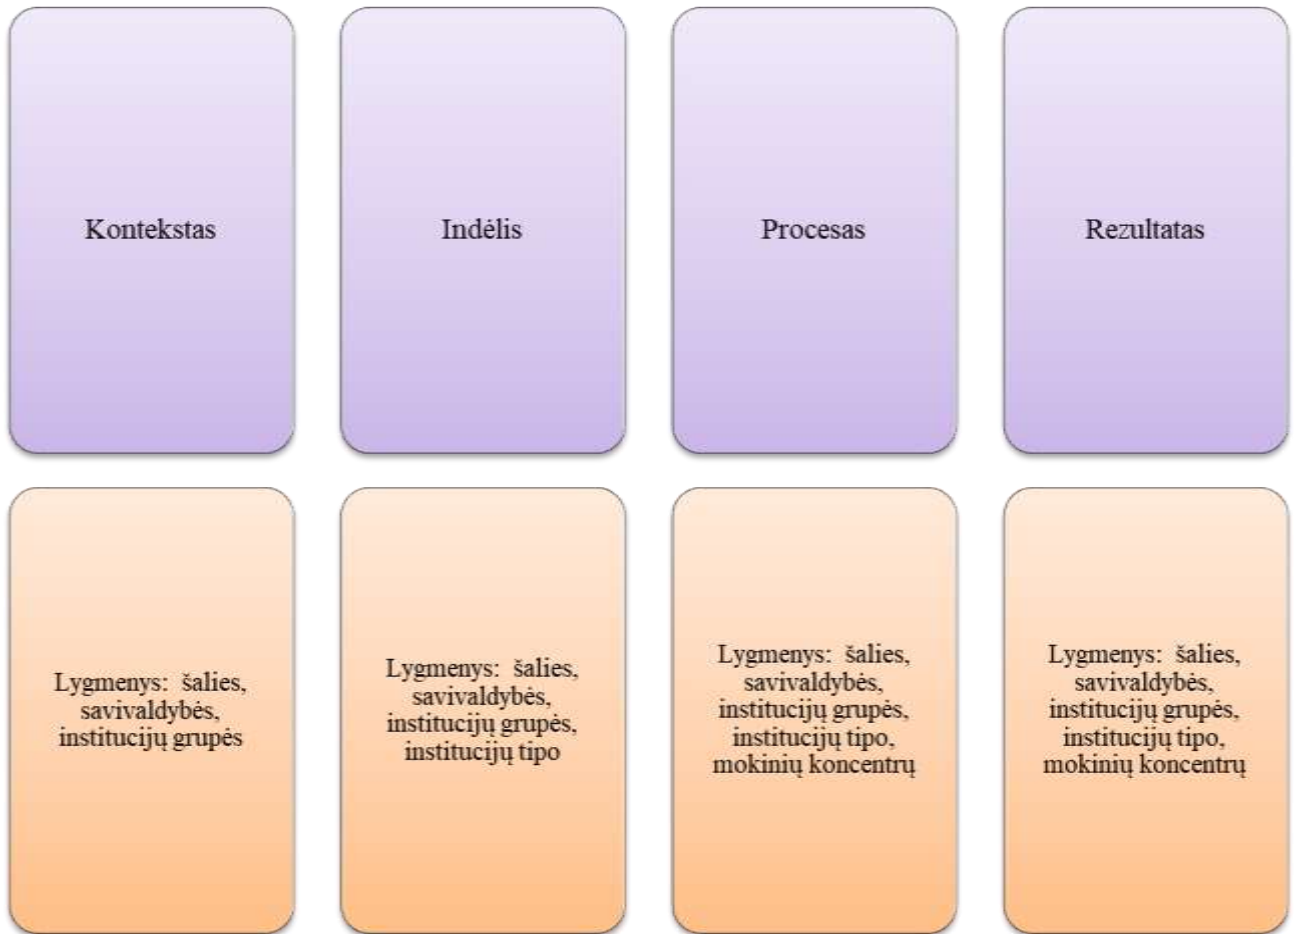 Kontekstas
Indėlis
Procesas
Rezultatas
Lygmenys: šalies,
savivaldybės,
institucijų grupės
Lygmenys: šalies,
savivaldybės,
institucijų grupės,
institucijų tipo
Lygmenys: šalies,
savivaldybės,
institucijų grupės,
institucijų tipo,
mokinių koncentrų
Lygmenys: šalies,
savivaldybės,
institucijų grupės,
institucijų tipo,
mokinių koncentrų